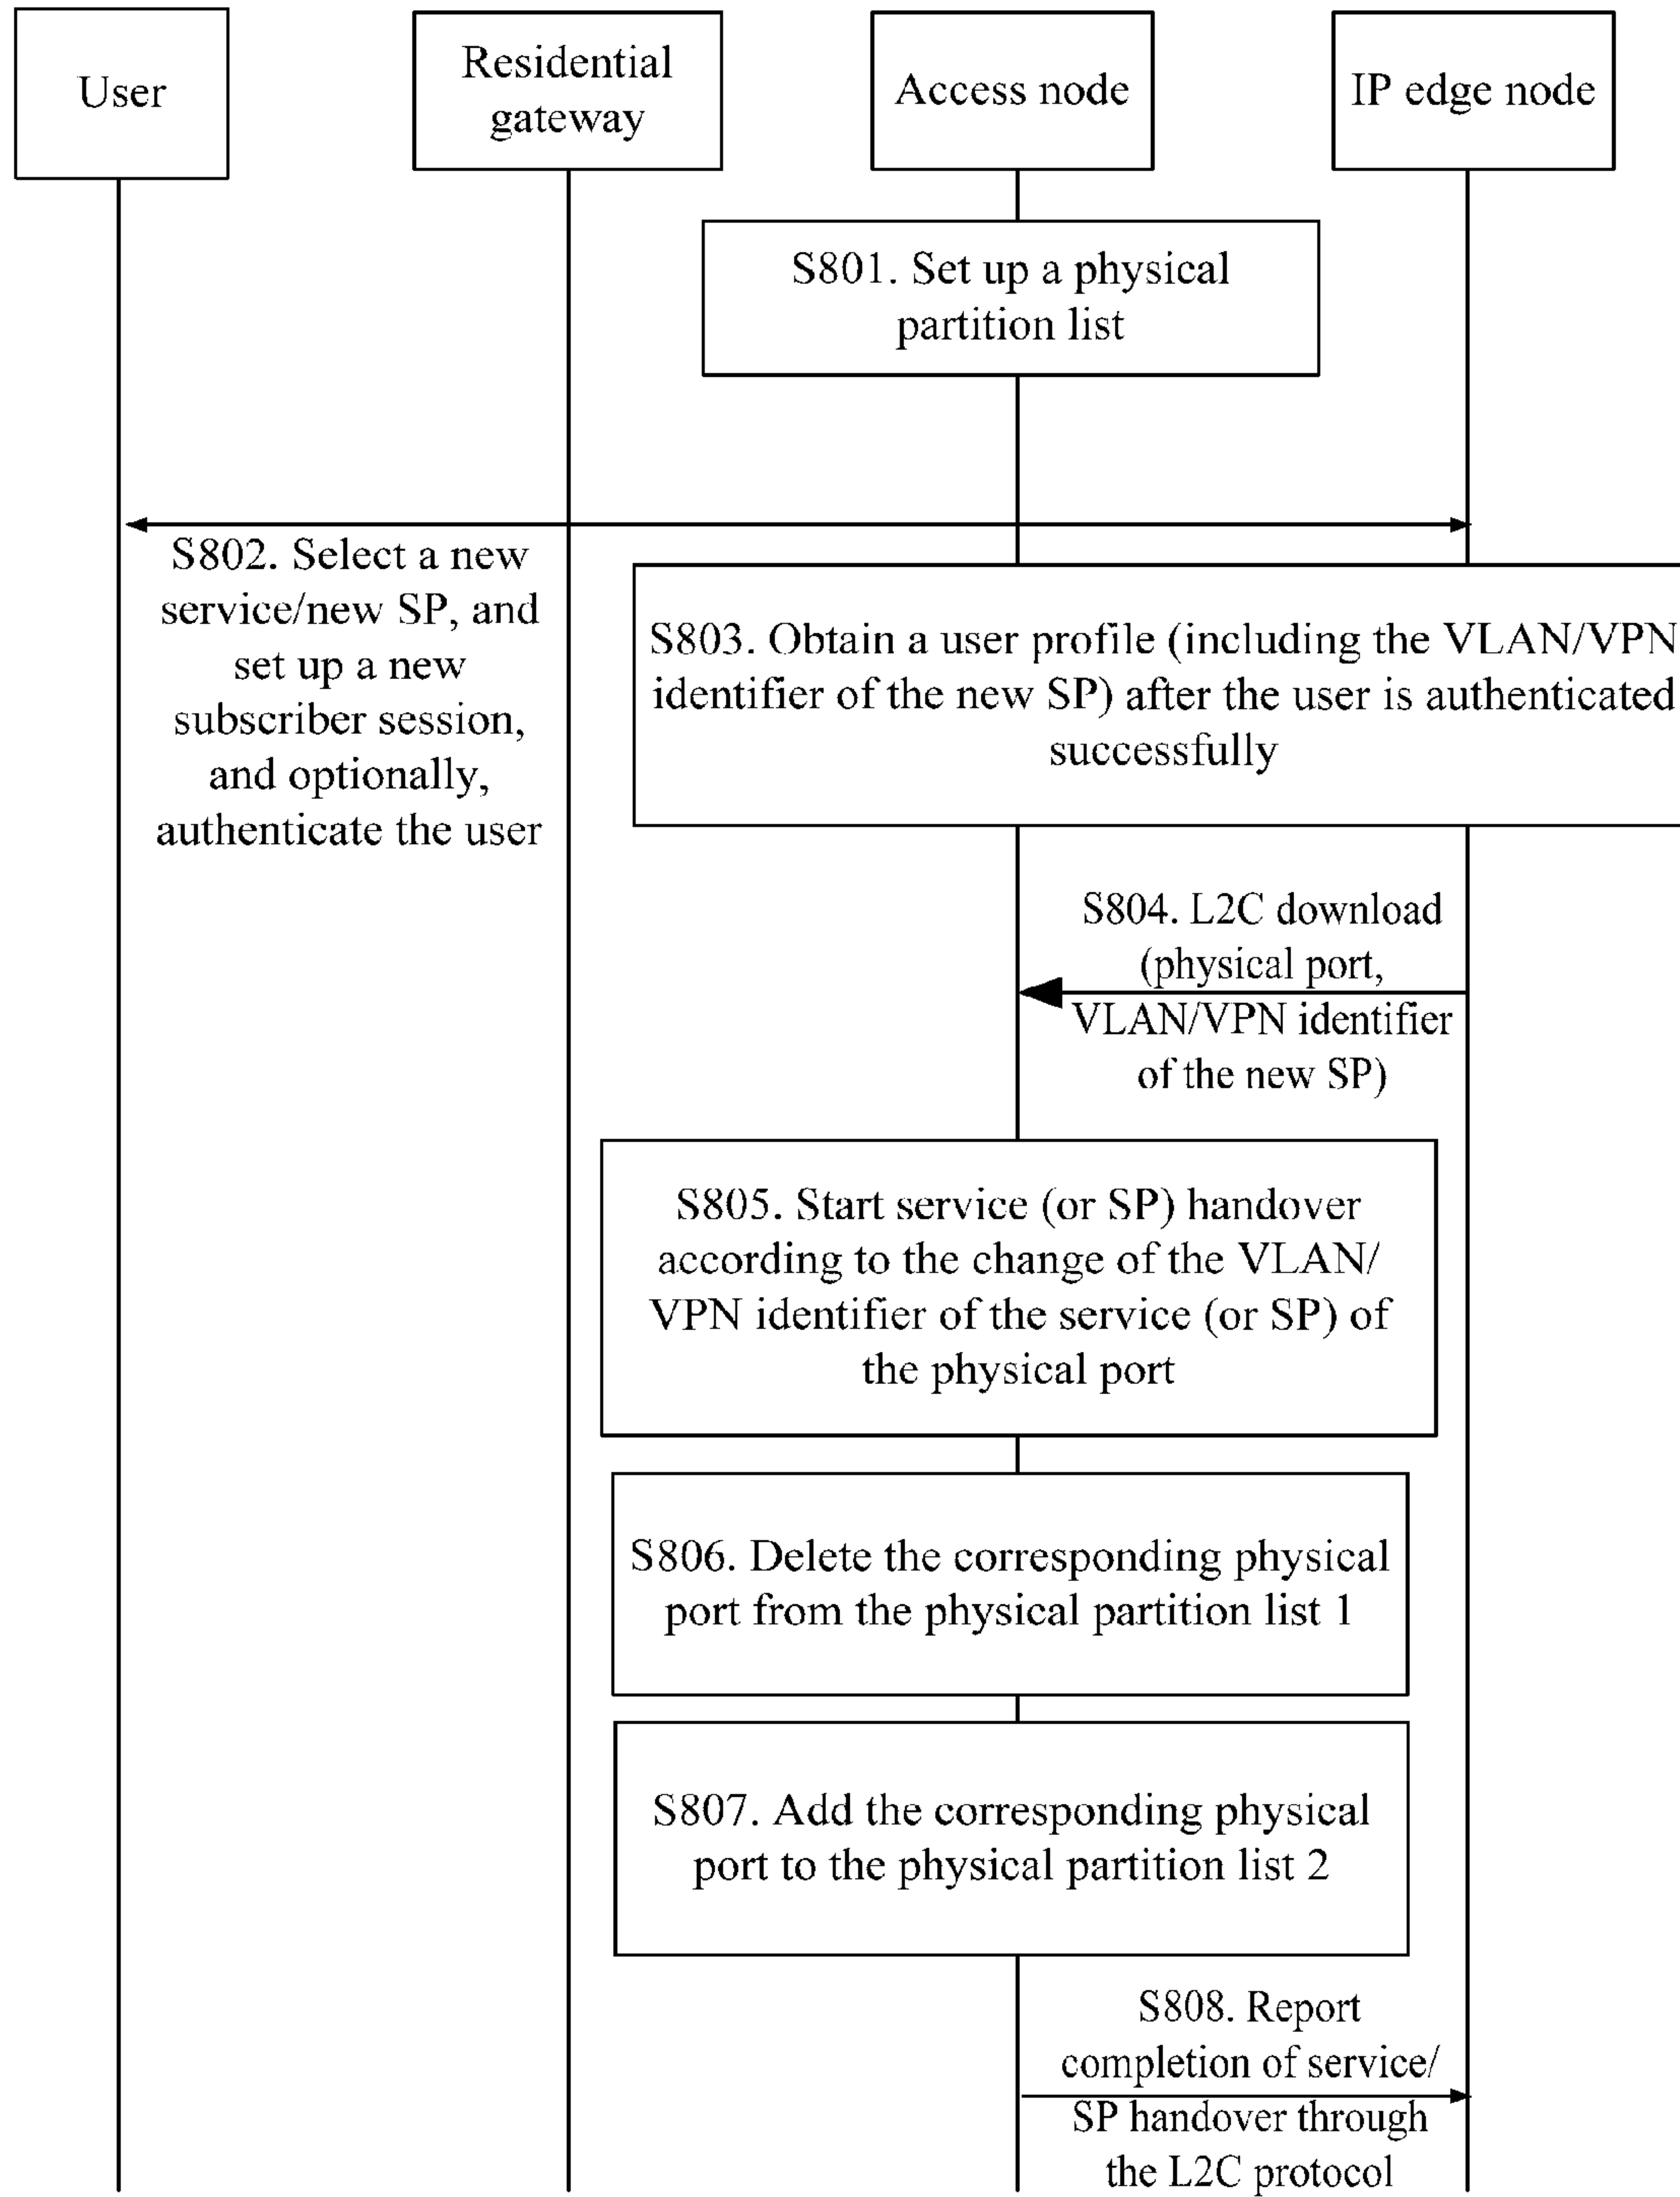 User
Residential
gateway
Access node
IP edge node
S801. Set up a physical
partition list
S802. Select a new
service/new SP, and
set up a new
subscriber session,
and optionally,
authenticate the user
S803. Obtain a user profile (including the VLAN/VPN
identifier of the new SP) after the user is authenticated
successfully
S804. L2C download
(physical port,
VLAN/VPN identifier
of the new SP)
S805. Start service (or SP) handover
according to the change of the VLAN/
VPN identifier of the service (or SP) of
the physical port
S806. Delete the corresponding physical
port from the physical partition list 1
S807. Add the corresponding physical
port to the physical partition list 2
S808. Report
completion of service/
SP handover through
the L2C protocol